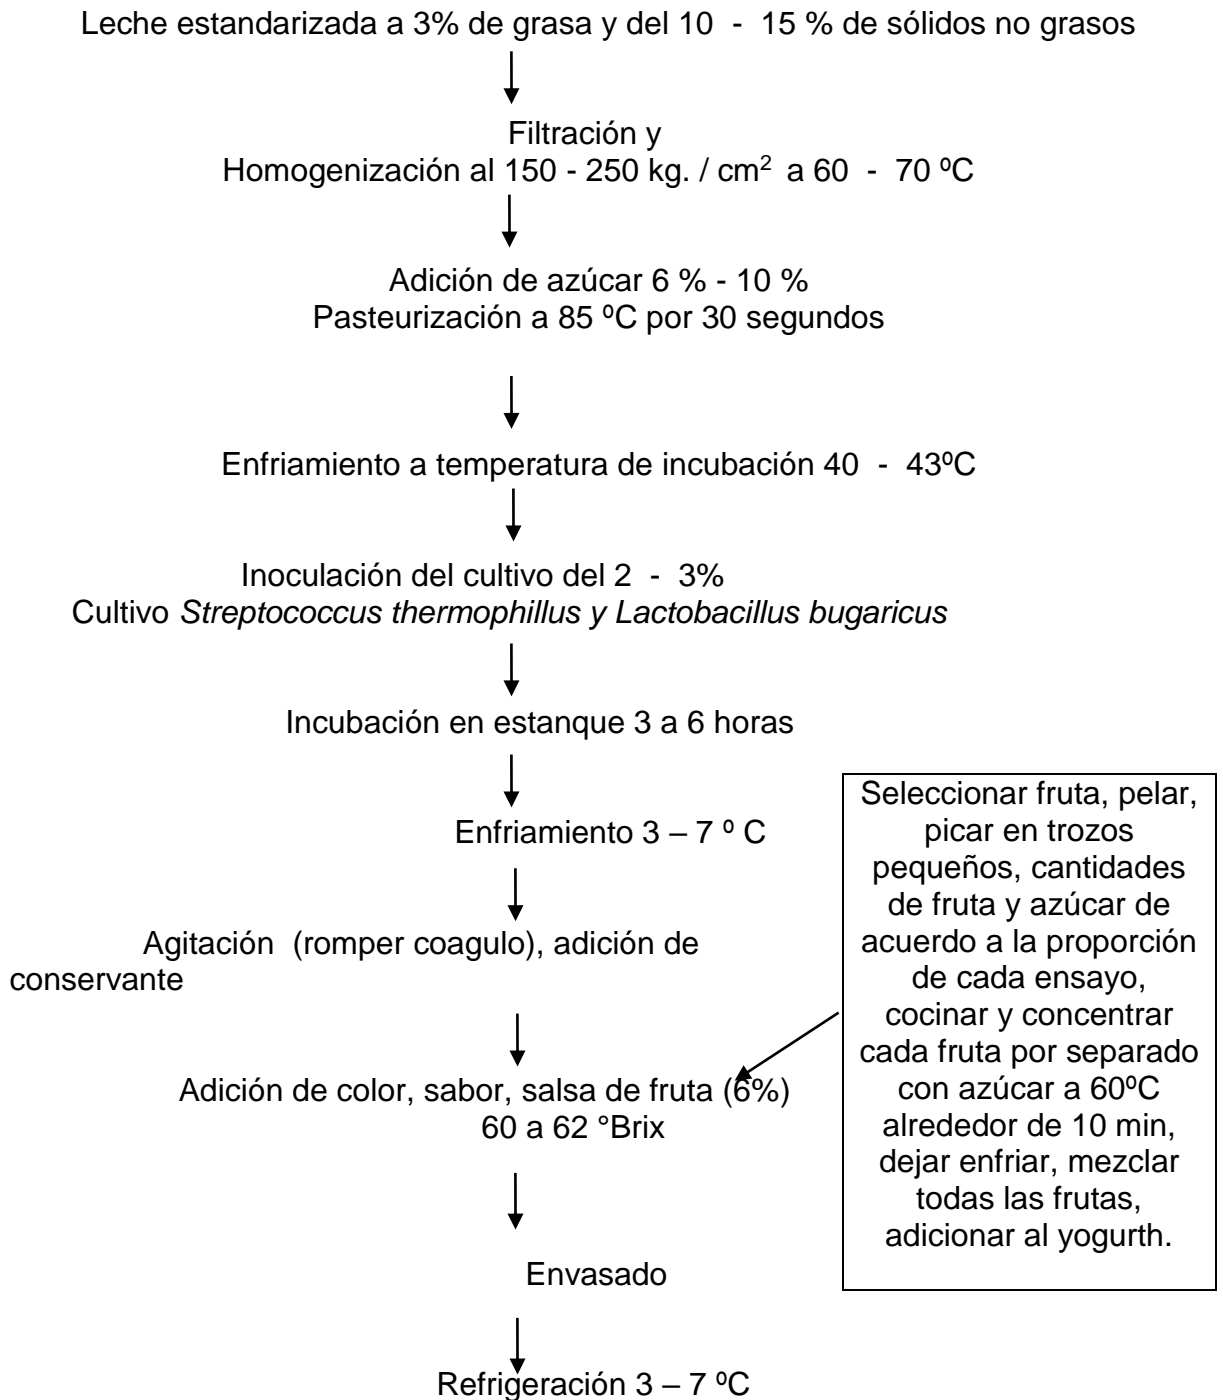 Leche estandarizada a 3% de grasa y del 10 - 15 % de sólidos no grasos
Filtración y
Homogenización al 150 - 250 kg. / cm² a 60 - 70 ºC
Adición de azúcar 6 % - 10 %
Pasteurización a 85 ºC por 30 segundos
Enfriamiento a temperatura de incubación 40 - 43ºC
Inoculación del cultivo del 2 - 3%
Cultivo Streptococcus thermophillus y Lactobacillus bugaricus
Incubación en estanque 3 a 6 horas
Enfriamiento 3 – 7 º C
Agitación (romper coagulo), adición de
conservante
Adición de color, sabor, salsa de fruta (6%)
60 a 62 °Brix
Seleccionar fruta, pelar,
picar en trozos
pequeños, cantidades
de fruta y azúcar de
acuerdo a la proporción
de cada ensayo,
cocinar y concentrar
cada fruta por separado
con azúcar a 60ºC
alrededor de 10 min,
dejar enfriar, mezclar
todas las frutas,
adicionar al yogurth.
Envasado
Refrigeración 3 – 7 ºC